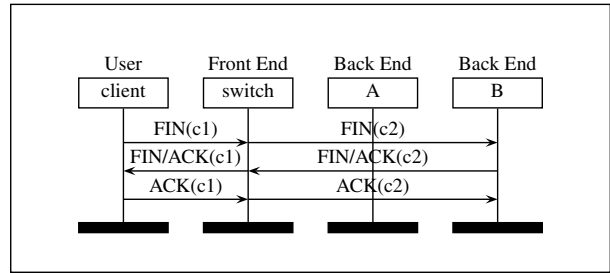 User Front End Back End Back End
client switch A B
FIN(c1) FIN(c2)
FIN/ACK(c1) FIN/ACK(c2)
ACK(c1) ACK(c2)